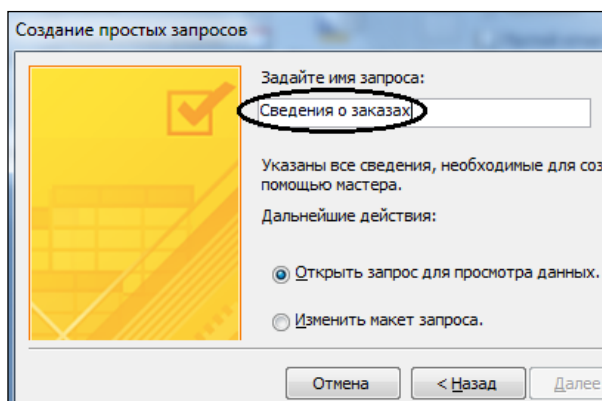 Создание простых запросов
Задайте имя запроса:
Сведения о заказах
Указаны все сведения, необходимые для соз
помощью мастера.
Дальнейшие действия:
Открыть запрос для просмотра данных.
Изменить макет запроса.
Отмена < Назад Далее